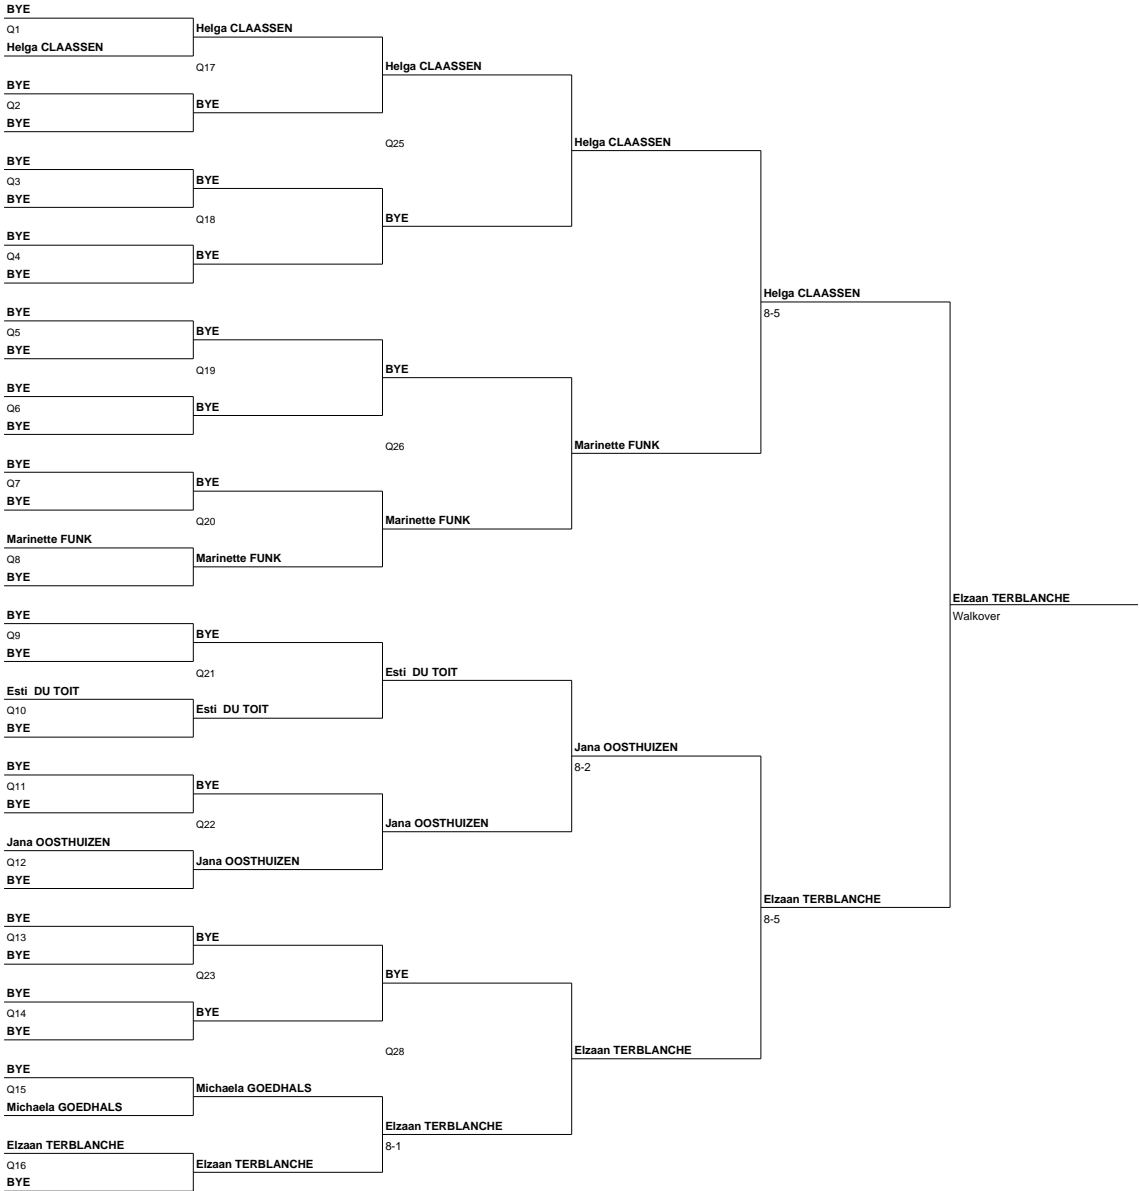 BYE
Q1
Helga CLAASSEN
Helga CLAASSEN
Q17
BYE
Q2
BYE
BYE
Helga CLAASSEN
Q25
BYE
Q3
BYE
BYE
Q18
BYE
Q4
BYE
BYE
BYE
Helga CLAASSEN
BYE
Q5
BYE
BYE
Q19
BYE
Q6
BYE
BYE
BYE
Q26
BYE
Q7
BYE
BYE
Q20
Marinette FUNK
Q8
BYE
Marinette FUNK
Marinette FUNK
Marinette FUNK
Helga CLAASSEN
8-5
BYE
Q9
BYE
BYE
Q21
Esti  DU TOIT
Q10
BYE
Esti  DU TOIT
Esti  DU TOIT
BYE
Q11
BYE
BYE
Q22
Jana OOSTHUIZEN
Q12
BYE
Jana OOSTHUIZEN
Jana OOSTHUIZEN
Jana OOSTHUIZEN
8-2
BYE
Q13
BYE
BYE
Q23
BYE
Q14
BYE
BYE
BYE
Q28
BYE
Q15
Michaela GOEDHALS
Michaela GOEDHALS
Elzaan TERBLANCHE
Q16
BYE
Elzaan TERBLANCHE
Elzaan TERBLANCHE
8-1
Elzaan TERBLANCHE
Elzaan TERBLANCHE
8-5
Elzaan TERBLANCHE
Walkover